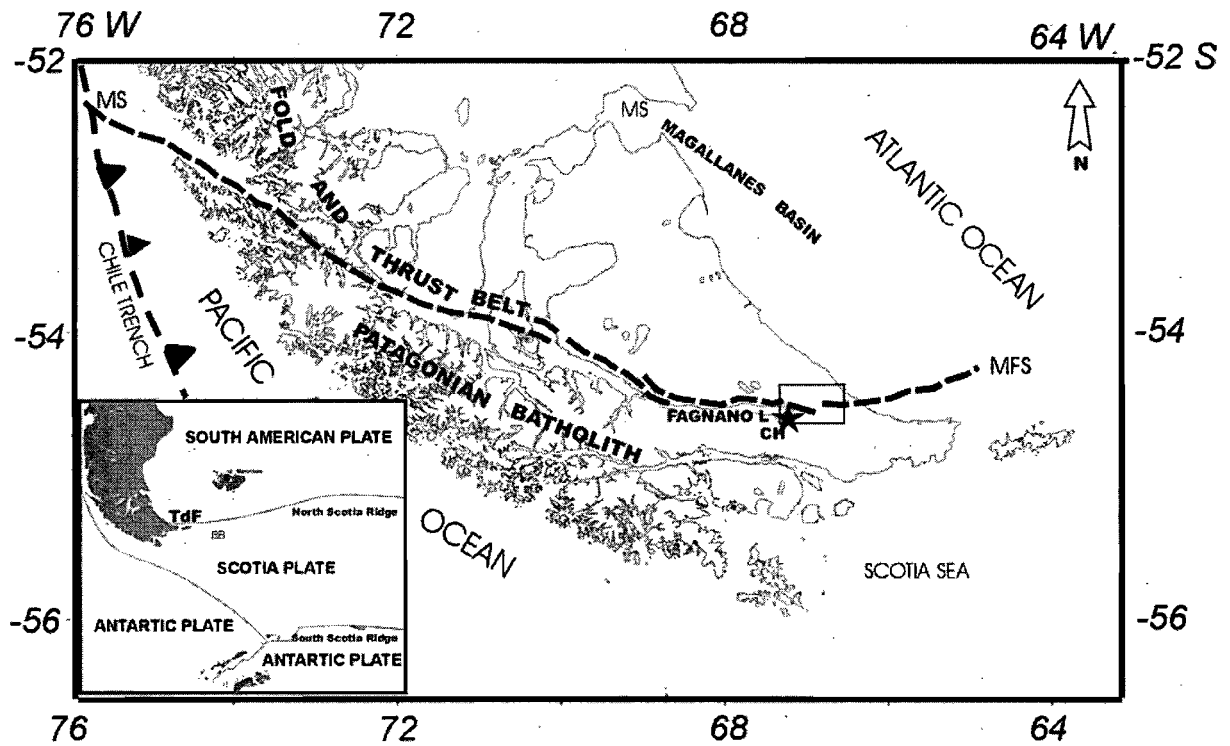 76 W
72
68
64 W
-52
-52 S
MS
FOLD
AND
THRUST BELT
MS
MAGALLANES
BASIN
ATLANTIC OCEAN
N
CHILE TRENCH
PACIFIC
OCEAN
-54
-54
PATAGONIAN BATHOLITH
MFS
FAGNANO L
CH
SOUTH AMERICAN PLATE
TdF
North Scotia Ridge
BB
SCOTIA PLATE
ANTARTIC PLATE
South Scotia Ridge
ANTARTIC PLATE
SCOTIA SEA
-56
-56
76
72
68
64